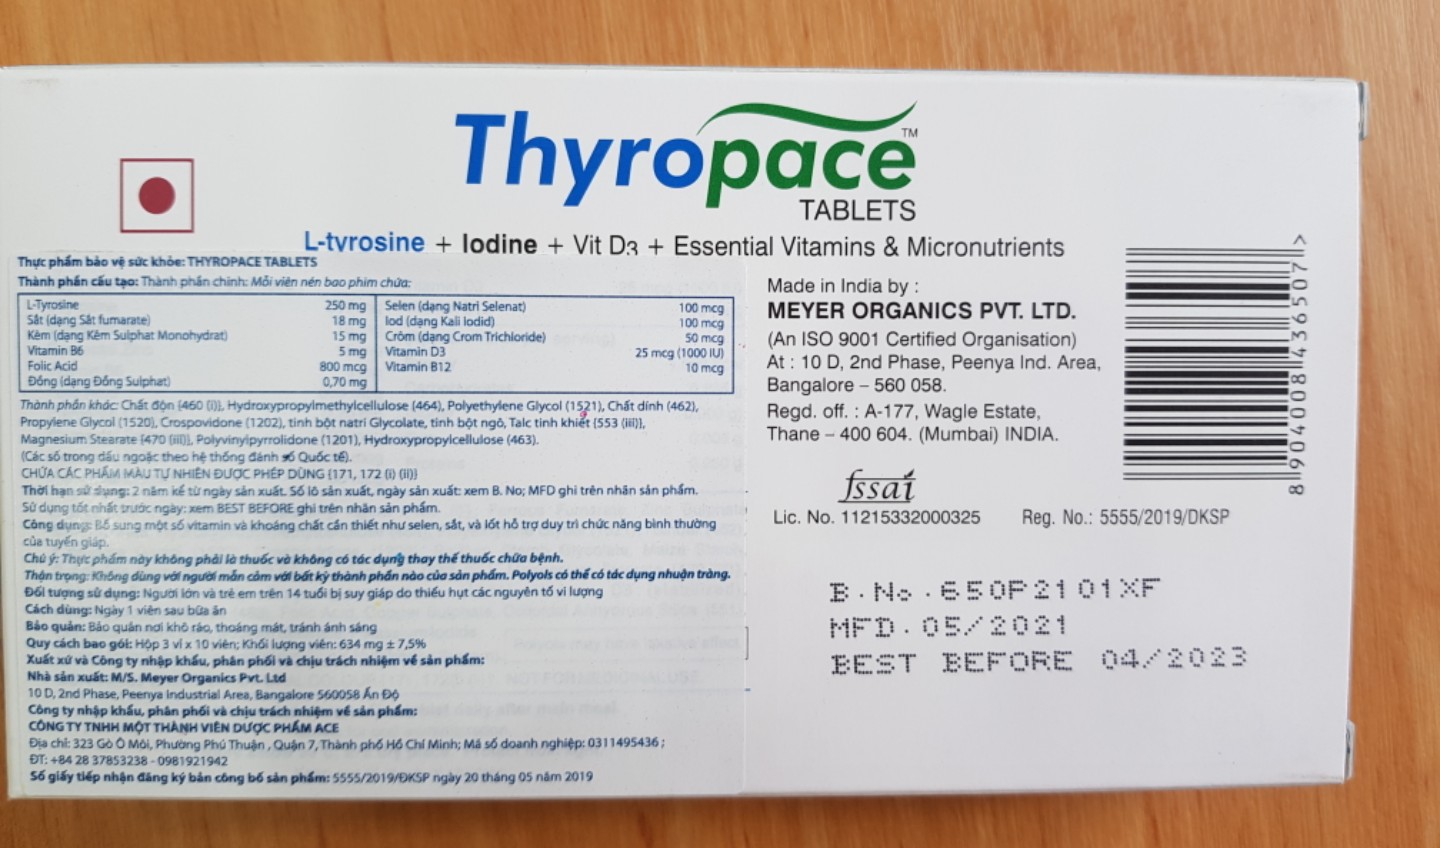 Thyropace™
TABLETS
L-tyrosine + Iodine + Vit D3 + Essential Vitamins & Micronutrients
Thực phẩm bảo vệ sức khỏe: THYROPACE TABLETS
Thành phần cấu tạo: Thành phần chính: Mỗi viên nén bao phim chứa:
L-Tyrosine 250 mg
Sắt (dạng Sắt fumarate) 18 mg
Kẽm (dạng Kẽm Sulphat Monohydrat) 15 mg
Vitamin B6 5 mg
Folic Acid 800 mcg
Đồng (dạng Đồng Sulphat) 0,70 mg
Selen (dạng Natri Selenat) 100 mcg
Iod (dạng Kali Iodid) 100 mcg
Cróm (dạng Crom Trichloride) 50 mcg
Vitamin D3 25 mcg (1000 IU)
Vitamin B12 10 mcg
Thành phần khác: Chất độn {460 (i)}, Hydroxypropylmethylcellulose (464), Polyethylene Glycol (1521), Chất dính (462),
Propylene Glycol (1520), Crospovidone (1202), tinh bột natri Glycolate, tinh bột ngô, Talc tinh khiết {553 (iii)},
Magnesium Stearate {470 (iii)}, Polyvinyipyrrolidone (1201), Hydroxypropylcellulose (463).
(Các số trong dấu ngoặc theo hệ thống đánh số Quốc tế).
CHỨA CÁC PHẨM MÀU TỰ NHIÊN ĐƯỢC PHÉP DÙNG {171, 172 (i) (ii)}
Thời hạn sử dụng: 2 năm kể từ ngày sản xuất. Số lô sản xuất, ngày sản xuất: xem B. No; MFD ghi trên nhãn sản phẩm.
Sử dụng tốt nhất trước ngày: xem BEST BEFORE ghi trên nhãn sản phẩm.
Công dụng: Bổ sung một số vitamin và khoáng chất cần thiết như selen, sắt, và iốt hỗ trợ duy trì chức năng bình thường
của tuyến giáp.
Chú ý: Thực phẩm này không phải là thuốc và không có tác dụng thay thế thuốc chữa bệnh.
Thận trọng: Không dùng với người mẫn cảm với bất kỳ thành phần nào của sản phẩm. Polyols có thể có tác dụng nhuận tràng.
Đối tượng sử dụng: Người lớn và trẻ em trên 14 tuổi bị suy giáp do thiếu hụt các nguyên tố vi lượng
Cách dùng: Ngày 1 viên sau bữa ăn
Bảo quản: Bảo quản nơi khô ráo, thoáng mát, tránh ánh sáng
Quy cách bao gói: Hộp 3 vỉ x 10 viên; Khối lượng viên: 634 mg ± 7,5%
Xuất xứ và Công ty nhập khẩu, phân phối và chịu trách nhiệm về sản phẩm:
Nhà sản xuất: M/S. Meyer Organics Pvt. Ltd
10 D, 2nd Phase, Peenya Industrial Area, Bangalore 560058 Ấn Độ
Công ty nhập khẩu, phân phối và chịu trách nhiệm về sản phẩm:
CÔNG TY TNHH MỘT THÀNH VIÊN DƯỢC PHẨM ACE
Địa chỉ: 323 Gò Ô Môi, Phường Phú Thuận , Quận 7, Thành phố Hồ Chí Minh; Mã số doanh nghiệp: 0311495436 ;
ĐT: +84 28 37853238 - 0981921942
Số giấy tiếp nhận đăng ký bản công bố sản phẩm: 5555/2019/ĐKSP ngày 20 tháng 05 năm 2019
Made in India by :
MEYER ORGANICS PVT. LTD.
(An ISO 9001 Certified Organisation)
At : 10 D, 2nd Phase, Peenya Ind. Area,
Bangalore – 560 058.
Regd. off. : A-177, Wagle Estate,
Thane – 400 604. (Mumbai) INDIA.
fssai
Lic. No. 11215332000325 Reg. No.: 5555/2019/DKSP
B.No.650P2101XF
MFD.05/2021
BEST BEFORE 04/2023
8 904008 436507 >